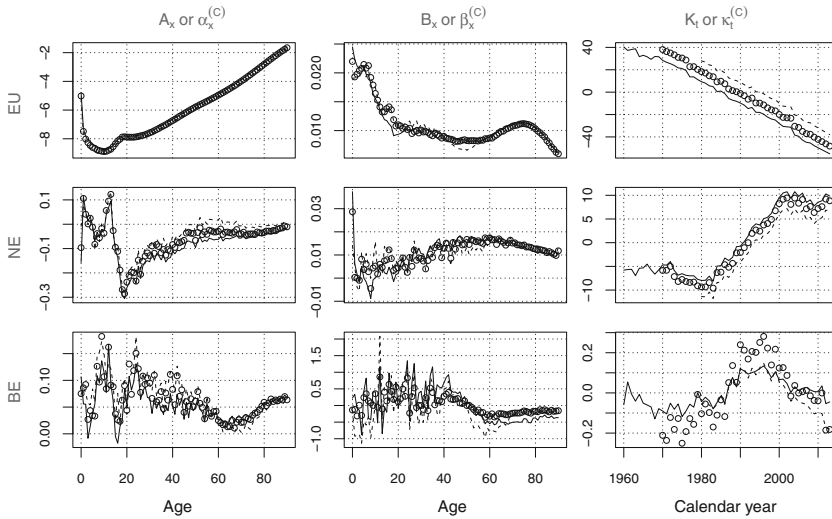 A_x or α_x^(C)
B_x or β_x^(C)
K_t or κ_t^(C)
EU
-2
-4
-6
-8
0.020
0.010
40
0
-40
NE
0.1
-0.1
-0.3
0.03
0.01
-0.01
10
5
0
-10
BE
0.10
0.00
1.5
0.5
-1.0
0.2
0.0
-0.2
0 20 40 60 80
0 20 40 60 80
1960 1980 2000
Age
Age
Calendar year